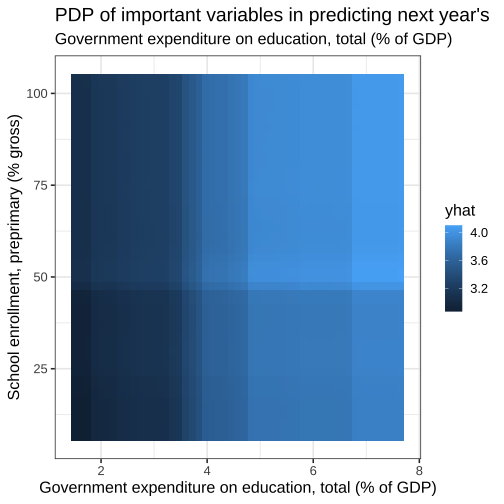 PDP of important variables in predicting next year's
Government expenditure on education, total (% of GDP)
School enrollment, preprimary (% gross)
100
75
50
25
2 4 6 8
Government expenditure on education, total (% of GDP)
yhat
4.0
3.6
3.2